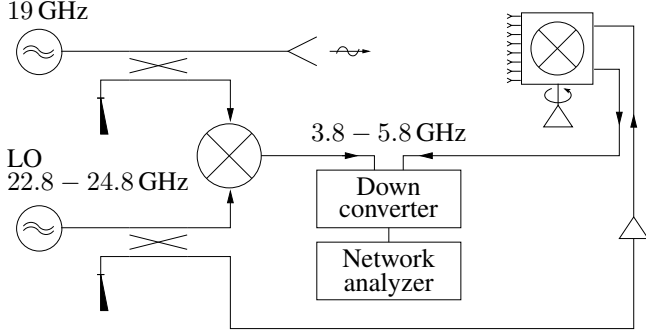 19 GHz
3.8 − 5.8 GHz
LO
22.8 − 24.8 GHz
Down
converter
Network
analyzer